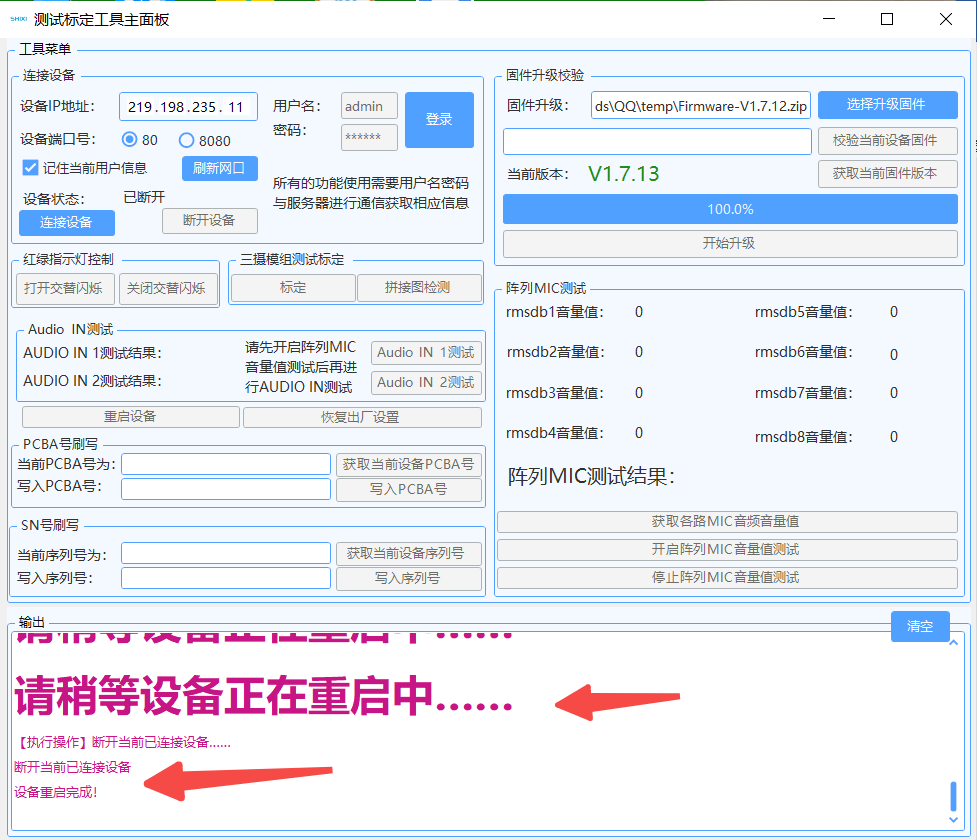 SHIXI 测试标定工具主面板
工具菜单
连接设备
设备IP地址：
219.198.235. 11
用户名：
admin
登录
设备端口号：
80
8080
密码：
******
记住当前用户信息
刷新网口
设备状态：
已断开
所有的功能使用需要用户名密码
与服务器进行通信获取相应信息
连接设备
断开设备
固件升级校验
固件升级：
ds\QQ\temp\Firmware-V1.7.12.zip
选择升级固件
校验当前设备固件
当前版本：
V1.7.13
获取当前固件版本
100.0%
开始升级
红绿指示灯控制
打开交替闪烁
关闭交替闪烁
三摄模组测试标定
标定
拼接图检测
Audio IN测试
AUDIO IN 1测试结果：
AUDIO IN 2测试结果：
请先开启阵列MIC
音量值测试后再进
行AUDIO IN测试
Audio IN 1测试
Audio IN 2测试
重启设备
恢复出厂设置
PCBA号刷写
当前PCBA号为：
获取当前设备PCBA号
写入PCBA号：
写入PCBA号
SN号刷写
当前序列号为：
获取当前设备序列号
写入序列号：
写入序列号
阵列MIC测试
rmsdb1音量值： 0
rmsdb5音量值： 0
rmsdb2音量值： 0
rmsdb6音量值： 0
rmsdb3音量值： 0
rmsdb7音量值： 0
rmsdb4音量值： 0
rmsdb8音量值： 0
阵列MIC测试结果：
获取各路MIC音频音量值
开启阵列MIC音量值测试
停止阵列MIC音量值测试
输出
清空
请稍等设备正在重启中......
请稍等设备正在重启中......
【执行操作】断开当前已连接设备......
断开当前已连接设备
设备重启完成！